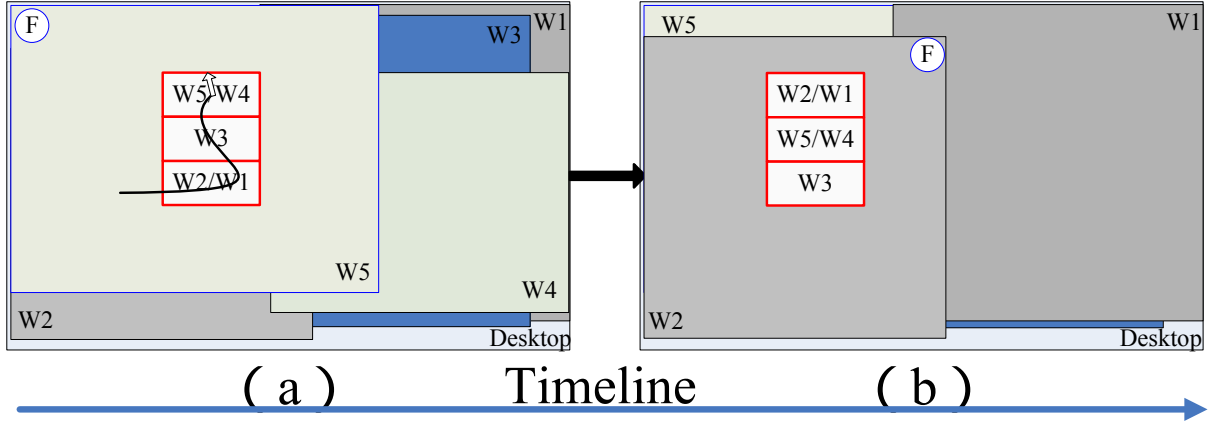 F
W3
W1
W5/W4
W3
W2/W1
W5
W4
W2
Desktop
W5
F
W1
W2/W1
W5/W4
W3
W2
Desktop
( a )
Timeline
( b )